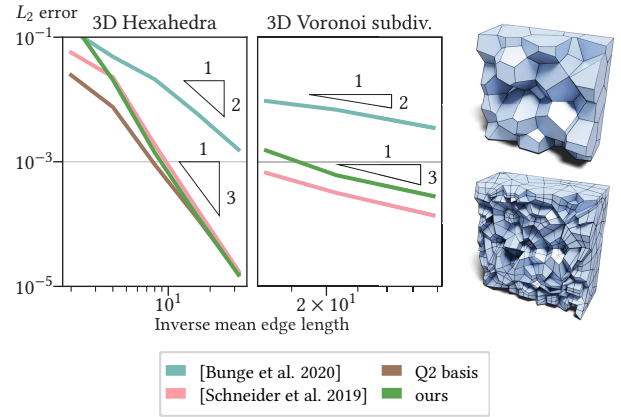 L₂ error
3D Hexahedra
3D Voronoi subdiv.
10⁻¹
10⁻³
10⁻⁵
1
2
1
3
1
2
1
3
10¹
2 × 10¹
Inverse mean edge length
[Bunge et al. 2020]
Q2 basis
[Schneider et al. 2019]
ours